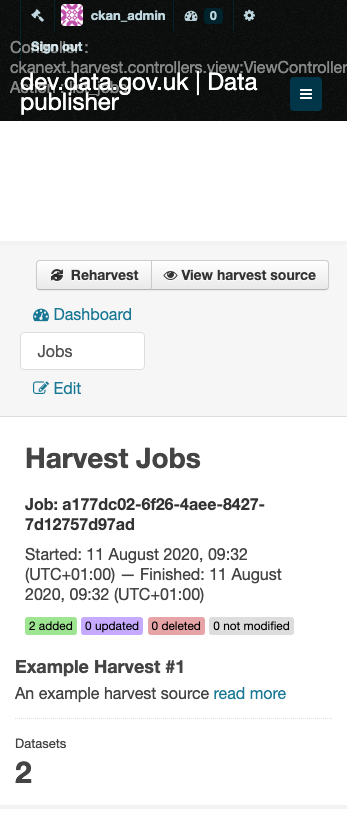 ckan_admin 0
Sign out
Controller :
ckanext.harvest.controllers.view:ViewController
dev.data.gov.uk | Data
publisher
Reharvest View harvest source
Dashboard
Jobs
Edit
Harvest Jobs
Job: a177dc02-6f26-4aee-8427-
7d12757d97ad
Started: 11 August 2020, 09:32
(UTC+01:00) — Finished: 11 August
2020, 09:32 (UTC+01:00)
2 added 0 updated 0 deleted 0 not modified
Example Harvest #1
An example harvest source read more
Datasets
2